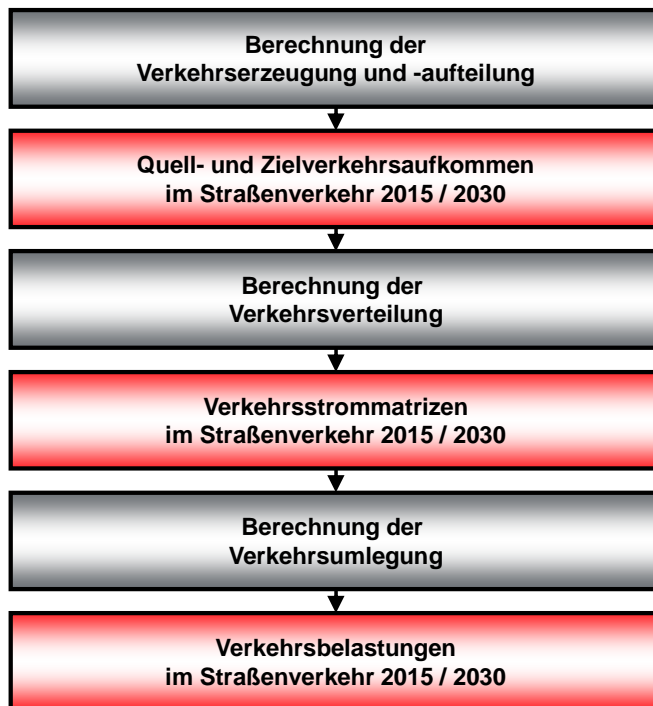 Berechnung der
Verkehrserzeugung und -aufteilung
Quell- und Zielverkehrsaufkommen
im Straßenverkehr 2015 / 2030
Berechnung der
Verkehrsverteilung
Verkehrsstrommatrizen
im Straßenverkehr 2015 / 2030
Berechnung der
Verkehrsumlegung
Verkehrsbelastungen
im Straßenverkehr 2015 / 2030